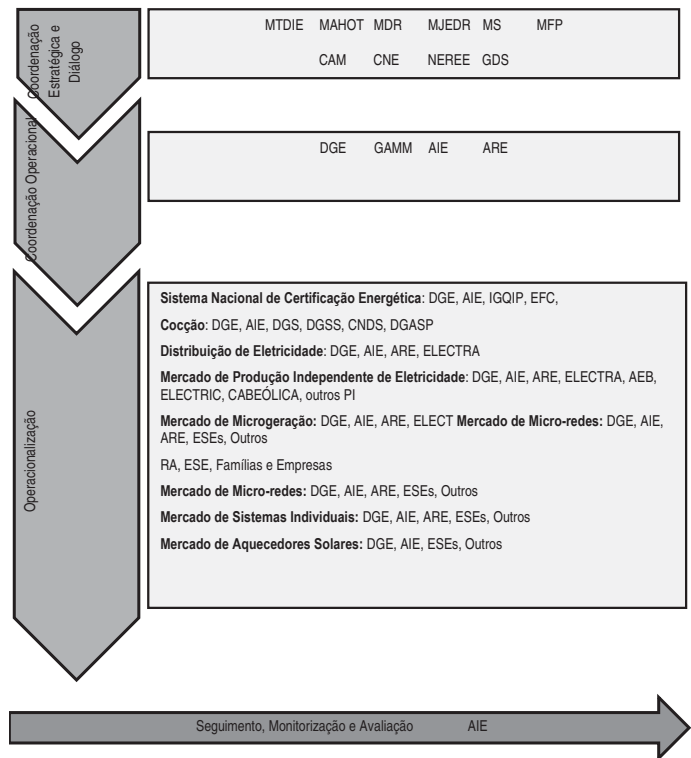 Coordenação
Estratégica e
Diálogo
MTDIE MAHOT MDR MJEDR MS MFP
CAM CNE NEREE GDS
Coordenação Operacional
DGE GAMM AIE ARE
Operacionalização
Sistema Nacional de Certificação Energética: DGE, AIE, IGQIP, EFC,
Cocção: DGE, AIE, DGS, DGSS, CNDS, DGASP
Distribuição de Eletricidade: DGE, AIE, ARE, ELECTRA
Mercado de Produção Independente de Eletricidade: DGE, AIE, ARE, ELECTRA, AEB,
ELECTRIC, CABEÓLICA, outros PI
Mercado de Microgeração: DGE, AIE, ARE, ELECT Mercado de Micro-redes: DGE, AIE,
ARE, ESEs, Outros
RA, ESE, Famílias e Empresas
Mercado de Micro-redes: DGE, AIE, ARE, ESEs, Outros
Mercado de Sistemas Individuais: DGE, AIE, ARE, ESEs, Outros
Mercado de Aquecedores Solares: DGE, AIE, ESEs, Outros
Seguimento, Monitorização e Avaliação AIE